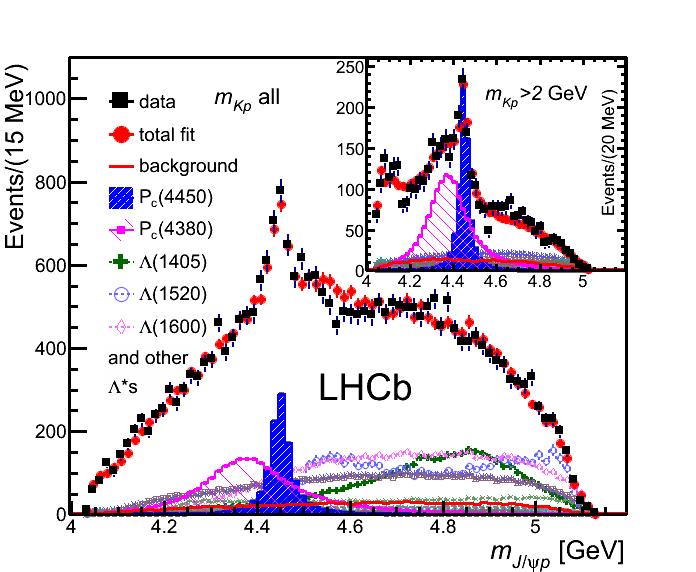 Events/(15 MeV)
1000
800
600
400
200
0
data
total fit
background
P_c(4450)
P_c(4380)
Λ(1405)
Λ(1520)
Λ(1600)
and other
Λ*s
m_Kp all
LHCb
4
4.2
4.4
4.6
4.8
5
m_J/ψp [GeV]
m_Kp>2 GeV
Events/(20 MeV)
250
200
150
100
50
0
4
4.2
4.4
4.6
4.8
5